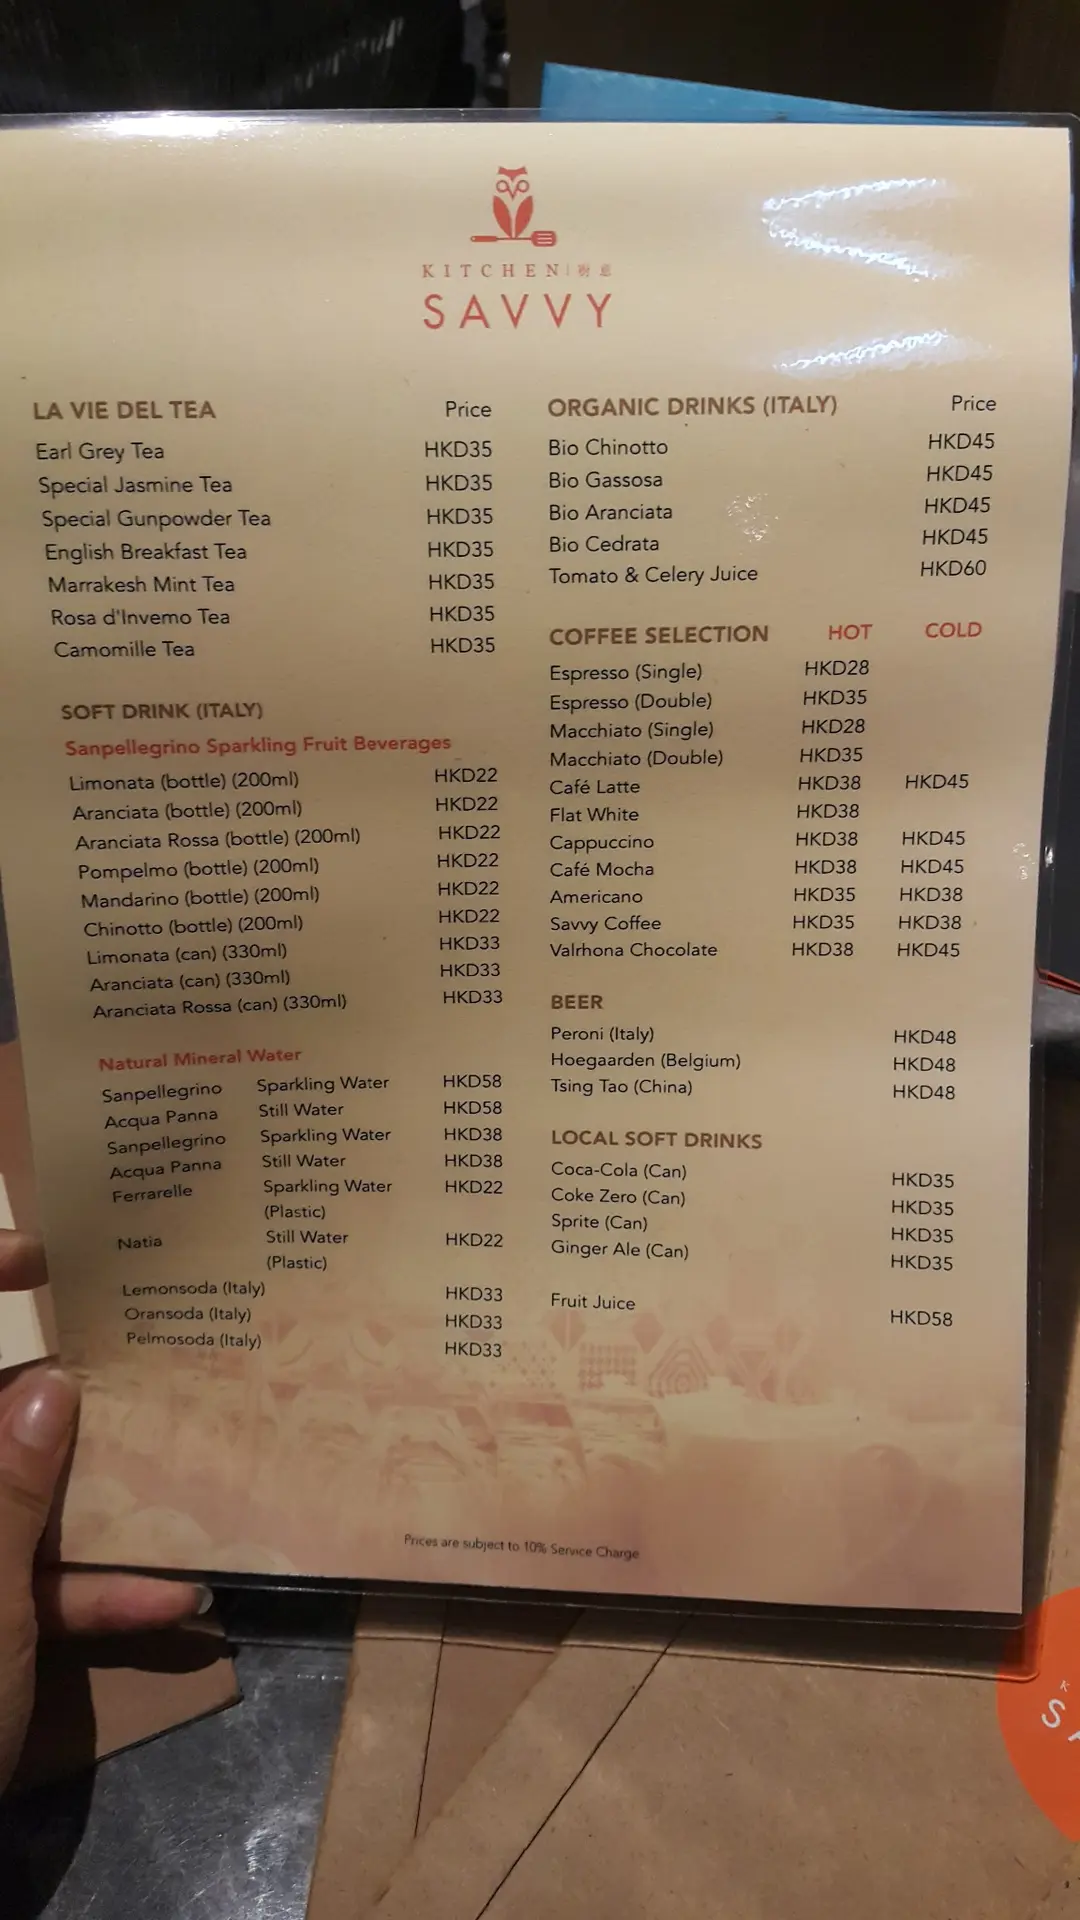 KITCHEN | 廚意
SAVVY
LA VIE DEL TEA Price
Earl Grey Tea HKD35
Special Jasmine Tea HKD35
Special Gunpowder Tea HKD35
English Breakfast Tea HKD35
Marrakesh Mint Tea HKD35
Rosa d'Invemo Tea HKD35
Camomille Tea HKD35
SOFT DRINK (ITALY)
Sanpellegrino Sparkling Fruit Beverages
Limonata (bottle) (200ml) HKD22
Aranciata (bottle) (200ml) HKD22
Aranciata Rossa (bottle) (200ml) HKD22
Pompelmo (bottle) (200ml) HKD22
Mandarino (bottle) (200ml) HKD22
Chinotto (bottle) (200ml) HKD22
Limonata (can) (330ml) HKD33
Aranciata (can) (330ml) HKD33
Aranciata Rossa (can) (330ml) HKD33
Natural Mineral Water
Sanpellegrino Sparkling Water HKD58
Acqua Panna Still Water HKD58
Sanpellegrino Sparkling Water HKD38
Acqua Panna Still Water HKD38
Ferrarelle Sparkling Water HKD22
(Plastic)
Natia Still Water HKD22
(Plastic)
Lemonsoda (Italy) HKD33
Oransoda (Italy) HKD33
Pelmosoda (Italy) HKD33
ORGANIC DRINKS (ITALY) Price
Bio Chinotto HKD45
Bio Gassosa HKD45
Bio Aranciata HKD45
Bio Cedrata HKD45
Tomato & Celery Juice HKD60
COFFEE SELECTION HOT COLD
Espresso (Single) HKD28
Espresso (Double) HKD35
Macchiato (Single) HKD28
Macchiato (Double) HKD35
Café Latte HKD38 HKD45
Flat White HKD38
Cappuccino HKD38 HKD45
Café Mocha HKD38 HKD45
Americano HKD35 HKD38
Savvy Coffee HKD35 HKD38
Valrhona Chocolate HKD38 HKD45
BEER
Peroni (Italy) HKD48
Hoegaarden (Belgium) HKD48
Tsing Tao (China) HKD48
LOCAL SOFT DRINKS
Coca-Cola (Can) HKD35
Coke Zero (Can) HKD35
Sprite (Can) HKD35
Ginger Ale (Can) HKD35
Fruit Juice HKD58
Prices are subject to 10% Service Charge